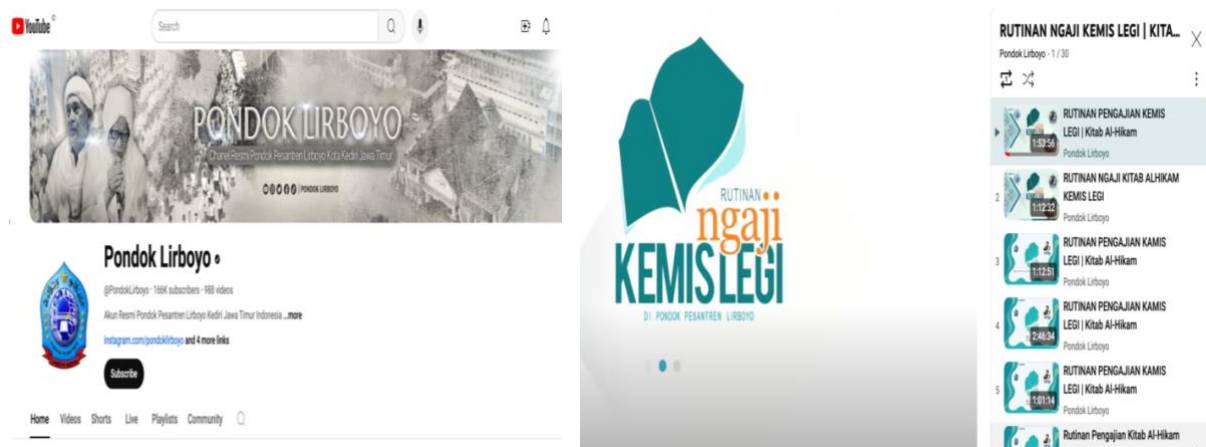 YouTube
Search
PONDOK LIRBOYO
Chanel Resmi Pondok Pesantren Lirboyo Kota Kediri Jawa Timur
PONDOK LIRBOYO
Pondok Lirboyo
@PondokLirboyo · 166K subscribers · 988 videos
Akun Resmi Pondok Pesantren Lirboyo Kediri Jawa Timur Indonesia ...more
instagram.com/pondoklirboyo and 4 more links
Subscribe
Home Videos Shorts Live Playlists Community
RUTINAN
ngaji
KEMIS LEGI
DI PONDOK PESANTREN LIRBOYO
RUTINAN NGAJI KEMIS LEGI | KITA...
Pondok Lirboyo - 1 / 30
RUTINAN PENGAJIAN KEMIS
LEGI | Kitab Al-Hikam
1:53:56
Pondok Lirboyo
2
RUTINAN NGAJI KITAB ALHIKAM
KEMIS LEGI
1:12:32
Pondok Lirboyo
3
RUTINAN PENGAJIAN KAMIS
LEGI | Kitab Al-Hikam
1:12:51
Pondok Lirboyo
4
RUTINAN PENGAJIAN KAMIS
LEGI | Kitab Al-Hikam
2:46:34
Pondok Lirboyo
5
RUTINAN PENGAJIAN KAMIS
LEGI | Kitab Al-Hikam
1:01:14
Pondok Lirboyo
Rutinan Pengajian Kitab Al-Hikam